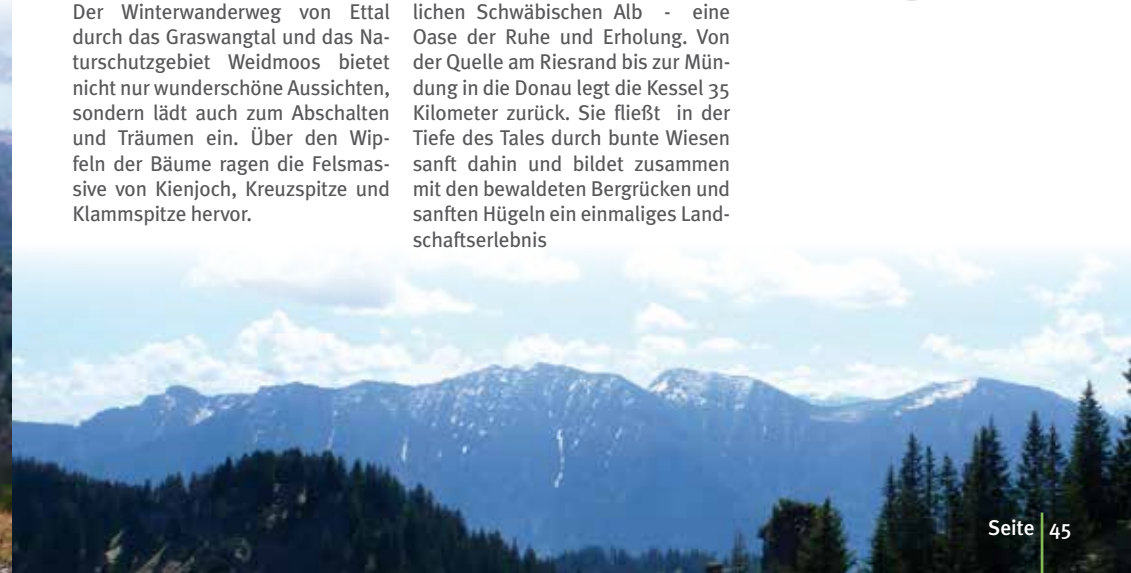 Der Winterwanderweg von Ettal
durch das Graswangtal und das Na-
turschutzgebiet Weidmoos bietet
nicht nur wunderschöne Aussichten,
sondern lädt auch zum Abschalten
und Träumen ein. Über den Wip-
feln der Bäume ragen die Felsmas-
sive von Kienjoch, Kreuzspitze und
Klammspitze hervor.
lichen Schwäbischen Alb - eine
Oase der Ruhe und Erholung. Von
der Quelle am Riesrand bis zur Mün-
dung in die Donau legt die Kessel 35
Kilometer zurück. Sie fließt in der
Tiefe des Tales durch bunte Wiesen
sanft dahin und bildet zusammen
mit den bewaldeten Bergrücken und
sanften Hügeln ein einmaliges Land-
schaftserlebnis
Seite 45